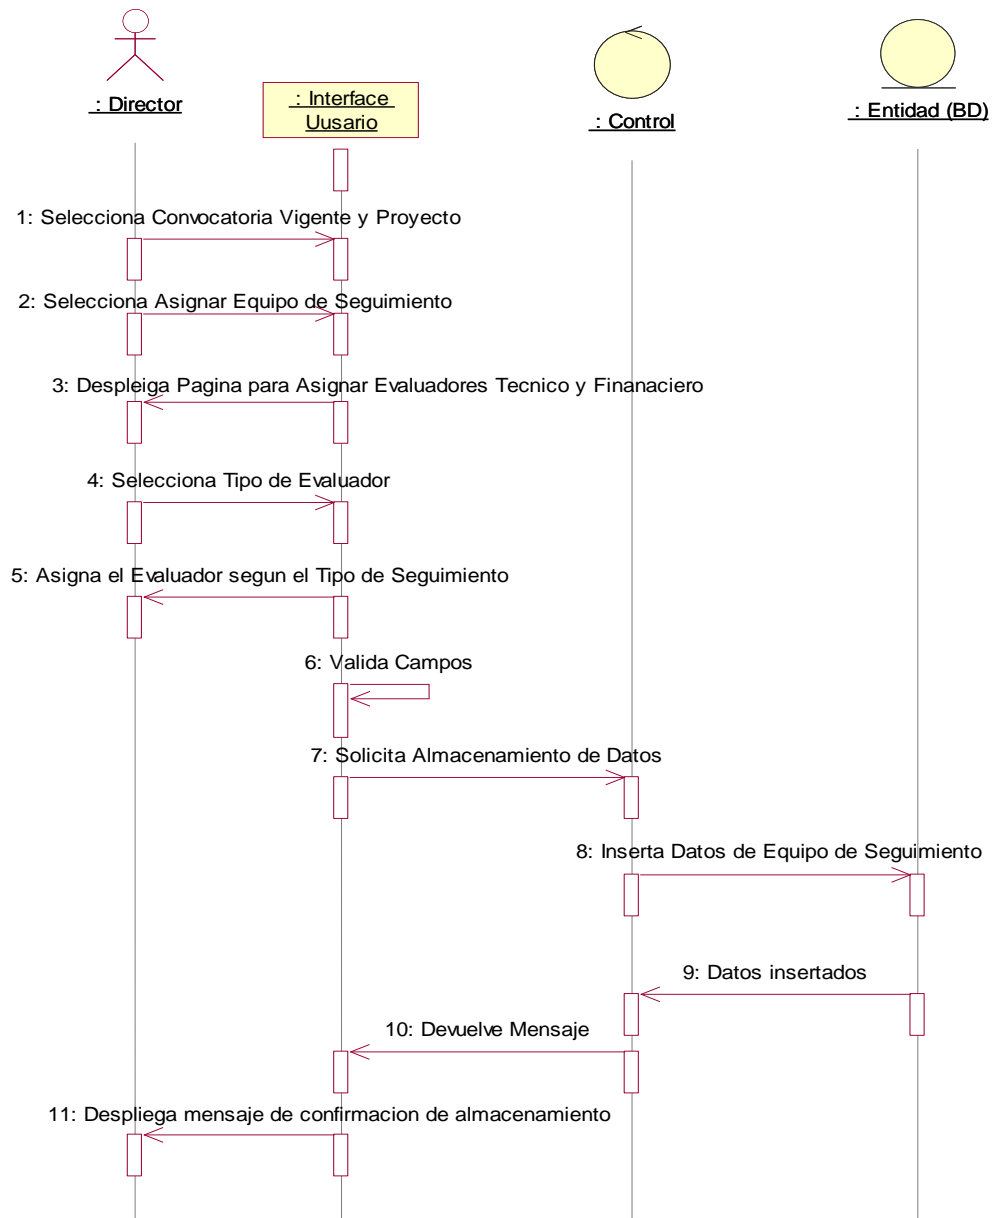 : Director
: Interface
Uusario
: Control
: Entidad (BD)
1: Selecciona Convocatoria Vigente y Proyecto
2: Selecciona Asignar Equipo de Seguimiento
3: Despleiga Pagina para Asignar Evaluadores Tecnico y Finanaciero
4: Selecciona Tipo de Evaluador
5: Asigna el Evaluador segun el Tipo de Seguimiento
6: Valida Campos
7: Solicita Almacenamiento de Datos
8: Inserta Datos de Equipo de Seguimiento
9: Datos insertados
10: Devuelve Mensaje
11: Despliega mensaje de confirmacion de almacenamiento